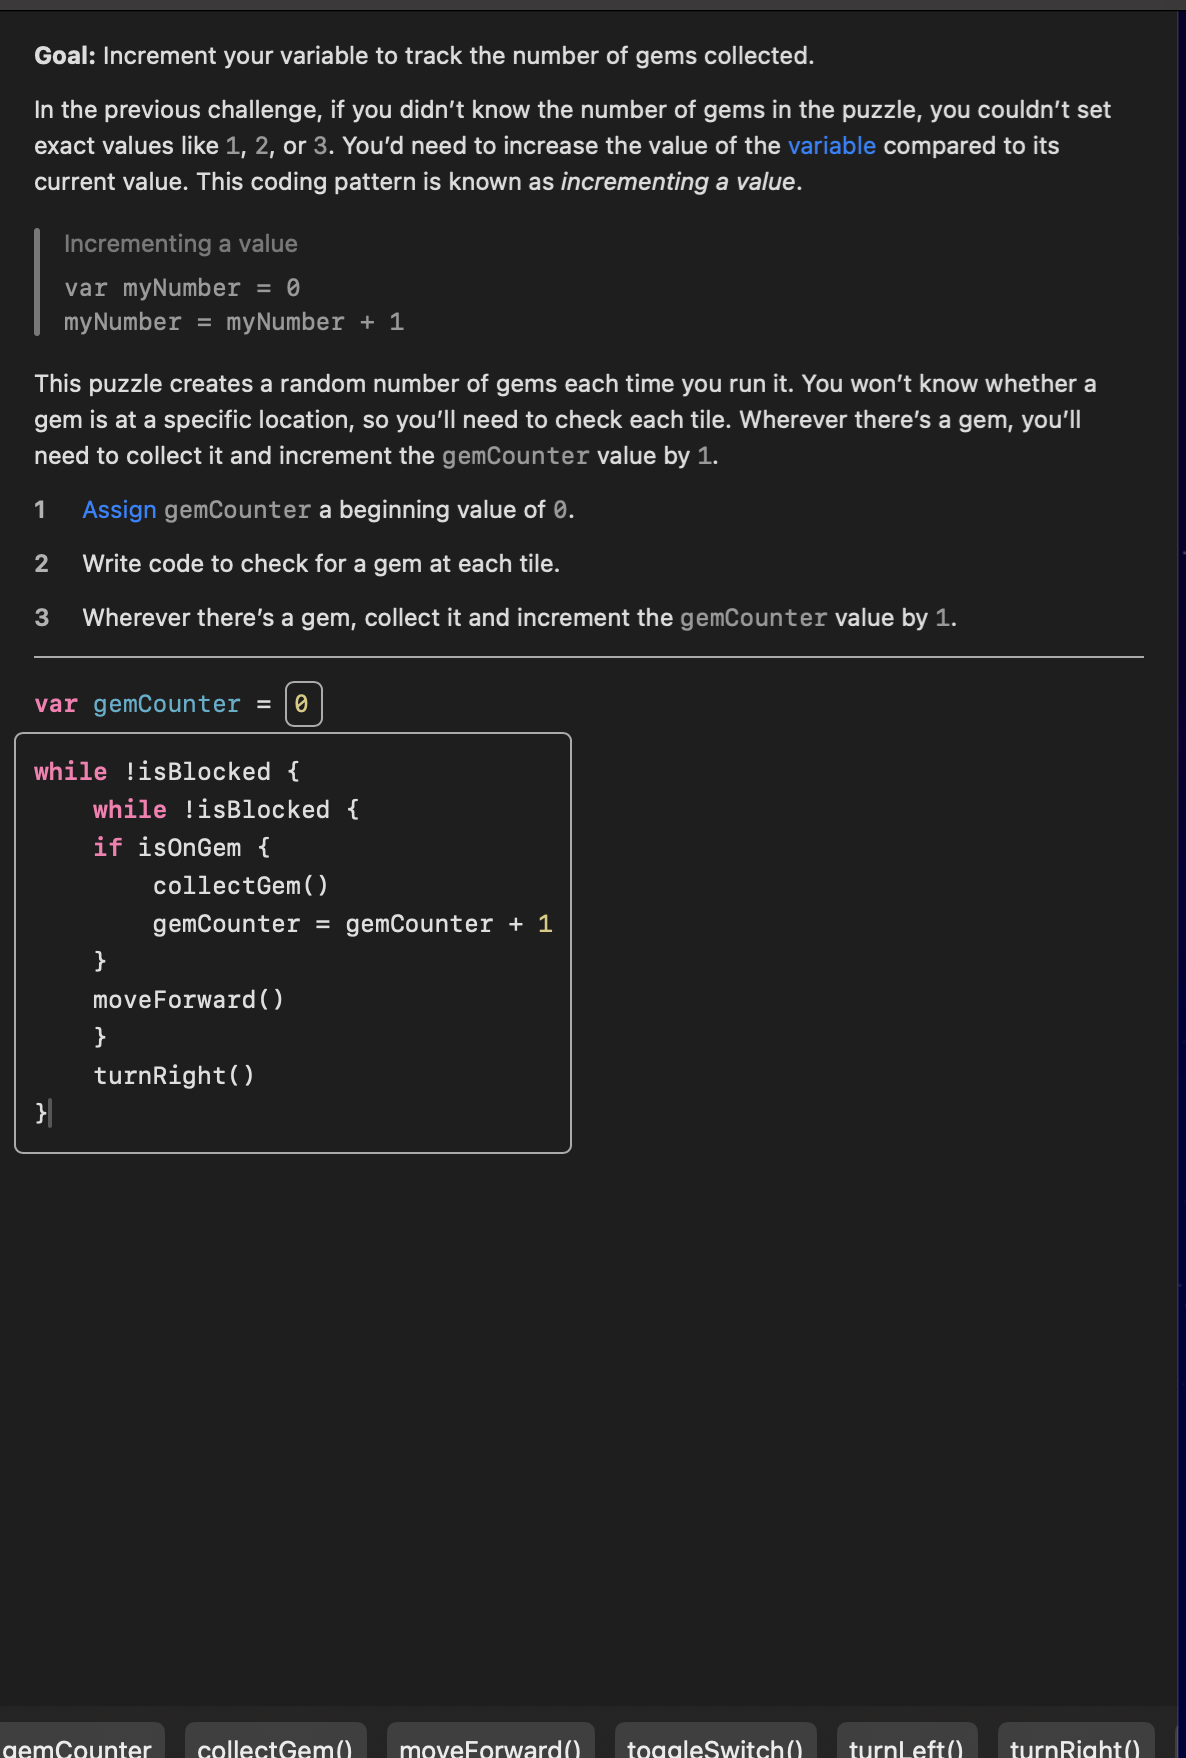 Goal: Increment your variable to track the number of gems collected.
In the previous challenge, if you didn’t know the number of gems in the puzzle, you couldn’t set
exact values like 1, 2, or 3. You’d need to increase the value of the variable compared to its
current value. This coding pattern is known as incrementing a value.
Incrementing a value
var myNumber = 0
myNumber = myNumber + 1
This puzzle creates a random number of gems each time you run it. You won’t know whether a
gem is at a specific location, so you’ll need to check each tile. Wherever there’s a gem, you’ll
need to collect it and increment the gemCounter value by 1.
1 Assign gemCounter a beginning value of 0.
2 Write code to check for a gem at each tile.
3 Wherever there’s a gem, collect it and increment the gemCounter value by 1.
var gemCounter = 0
while !isBlocked {
    while !isBlocked {
    if isOnGem {
        collectGem()
        gemCounter = gemCounter + 1
    }
    moveForward()
    }
    turnRight()
}
gemCounter collectGem() moveForward() toggleSwitch() turnLeft() turnRight()